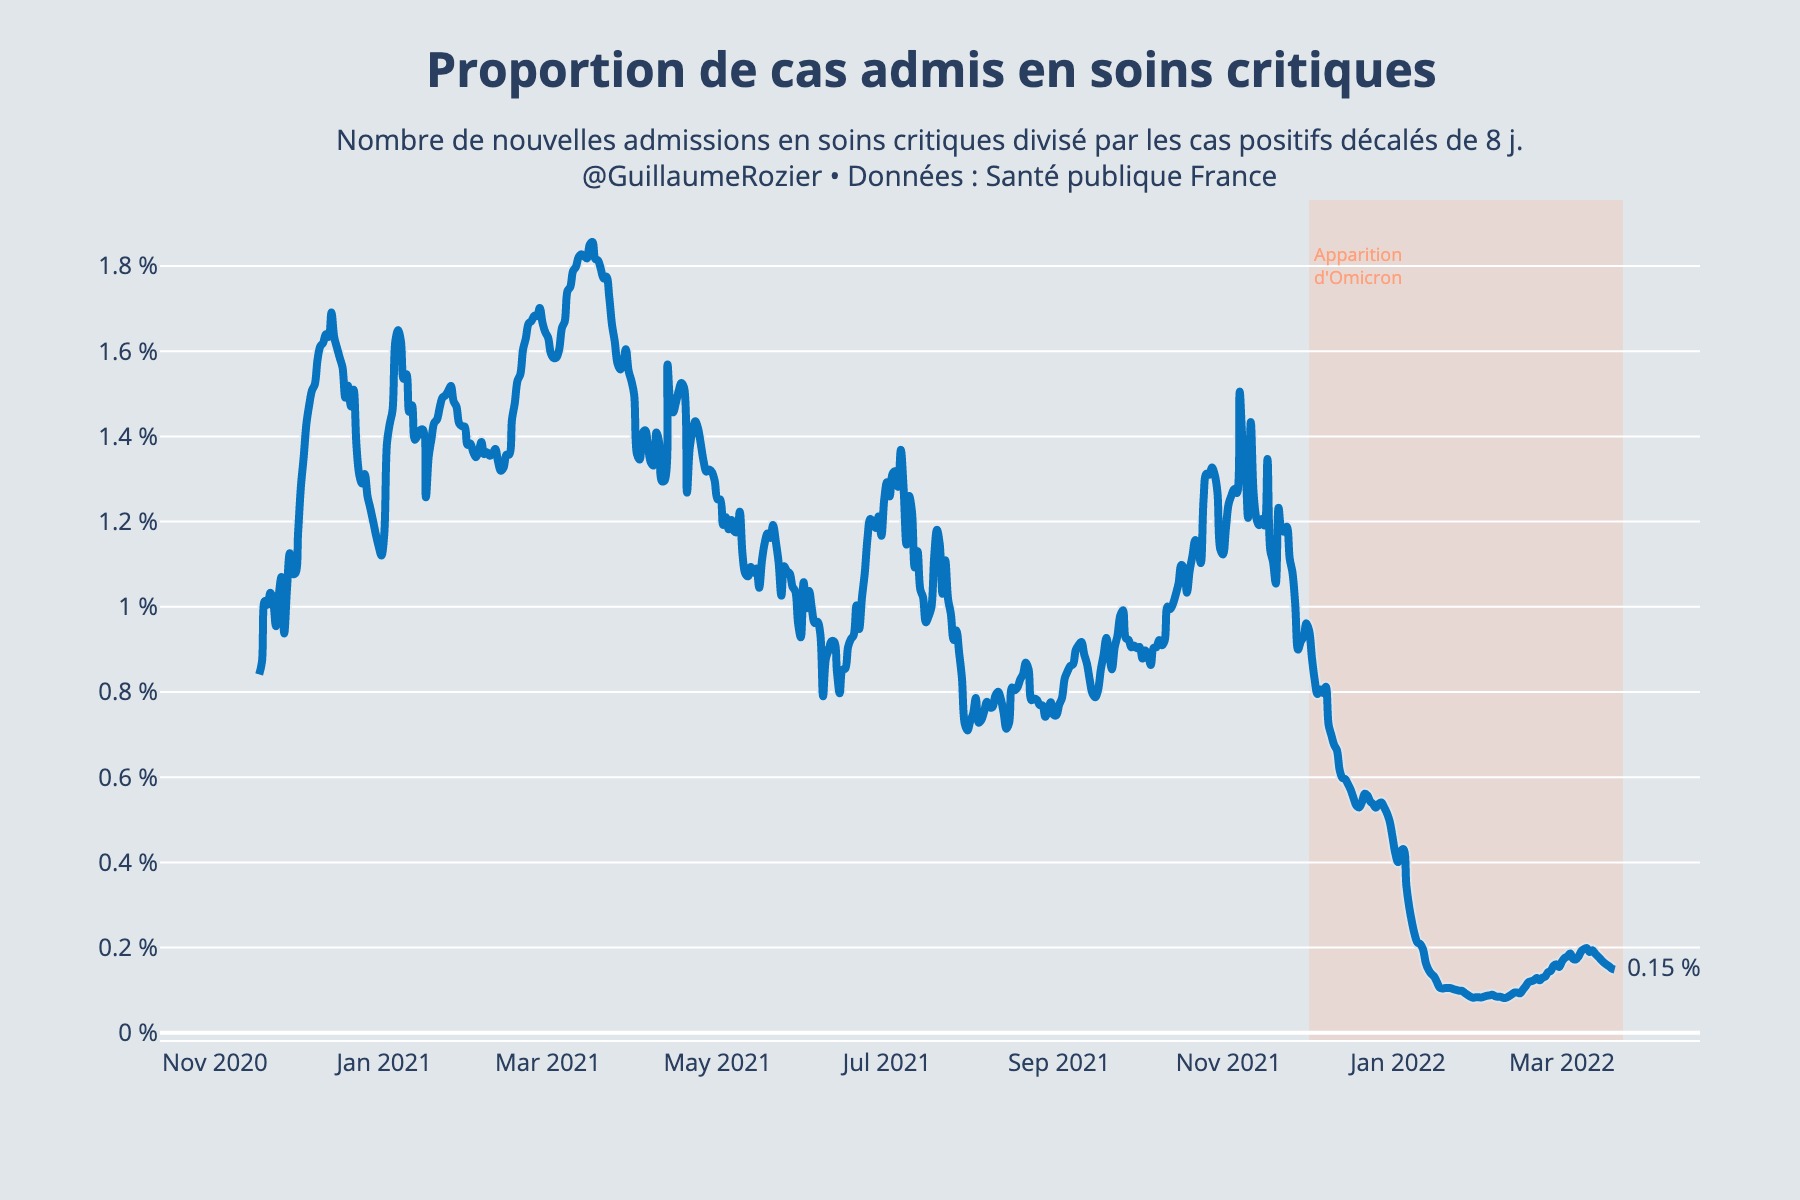 Proportion de cas admis en soins critiques
Nombre de nouvelles admissions en soins critiques divisé par les cas positifs décalés de 8 j.
@GuillaumeRozier • Données : Santé publique France
Apparition
d'Omicron
1.8 %
1.6 %
1.4 %
1.2 %
1 %
0.8 %
0.6 %
0.4 %
0.2 %
0.15 %
0 %
Nov 2020 Jan 2021 Mar 2021 May 2021 Jul 2021 Sep 2021 Nov 2021 Jan 2022 Mar 2022